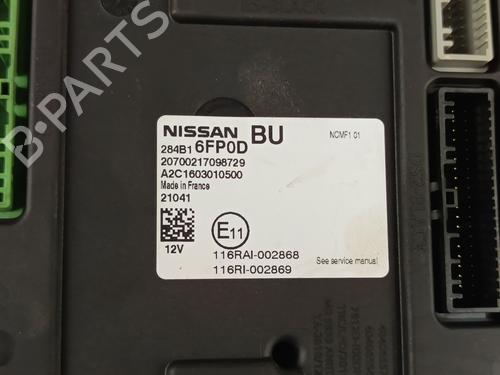 NISSAN BU
NCMF1.01
284B1 6FP0D
20700217098729
A2C1603010500
Made in France
21041
E11
12V
116RAI-002868
116RI-002869
See service manual
B-PARTS